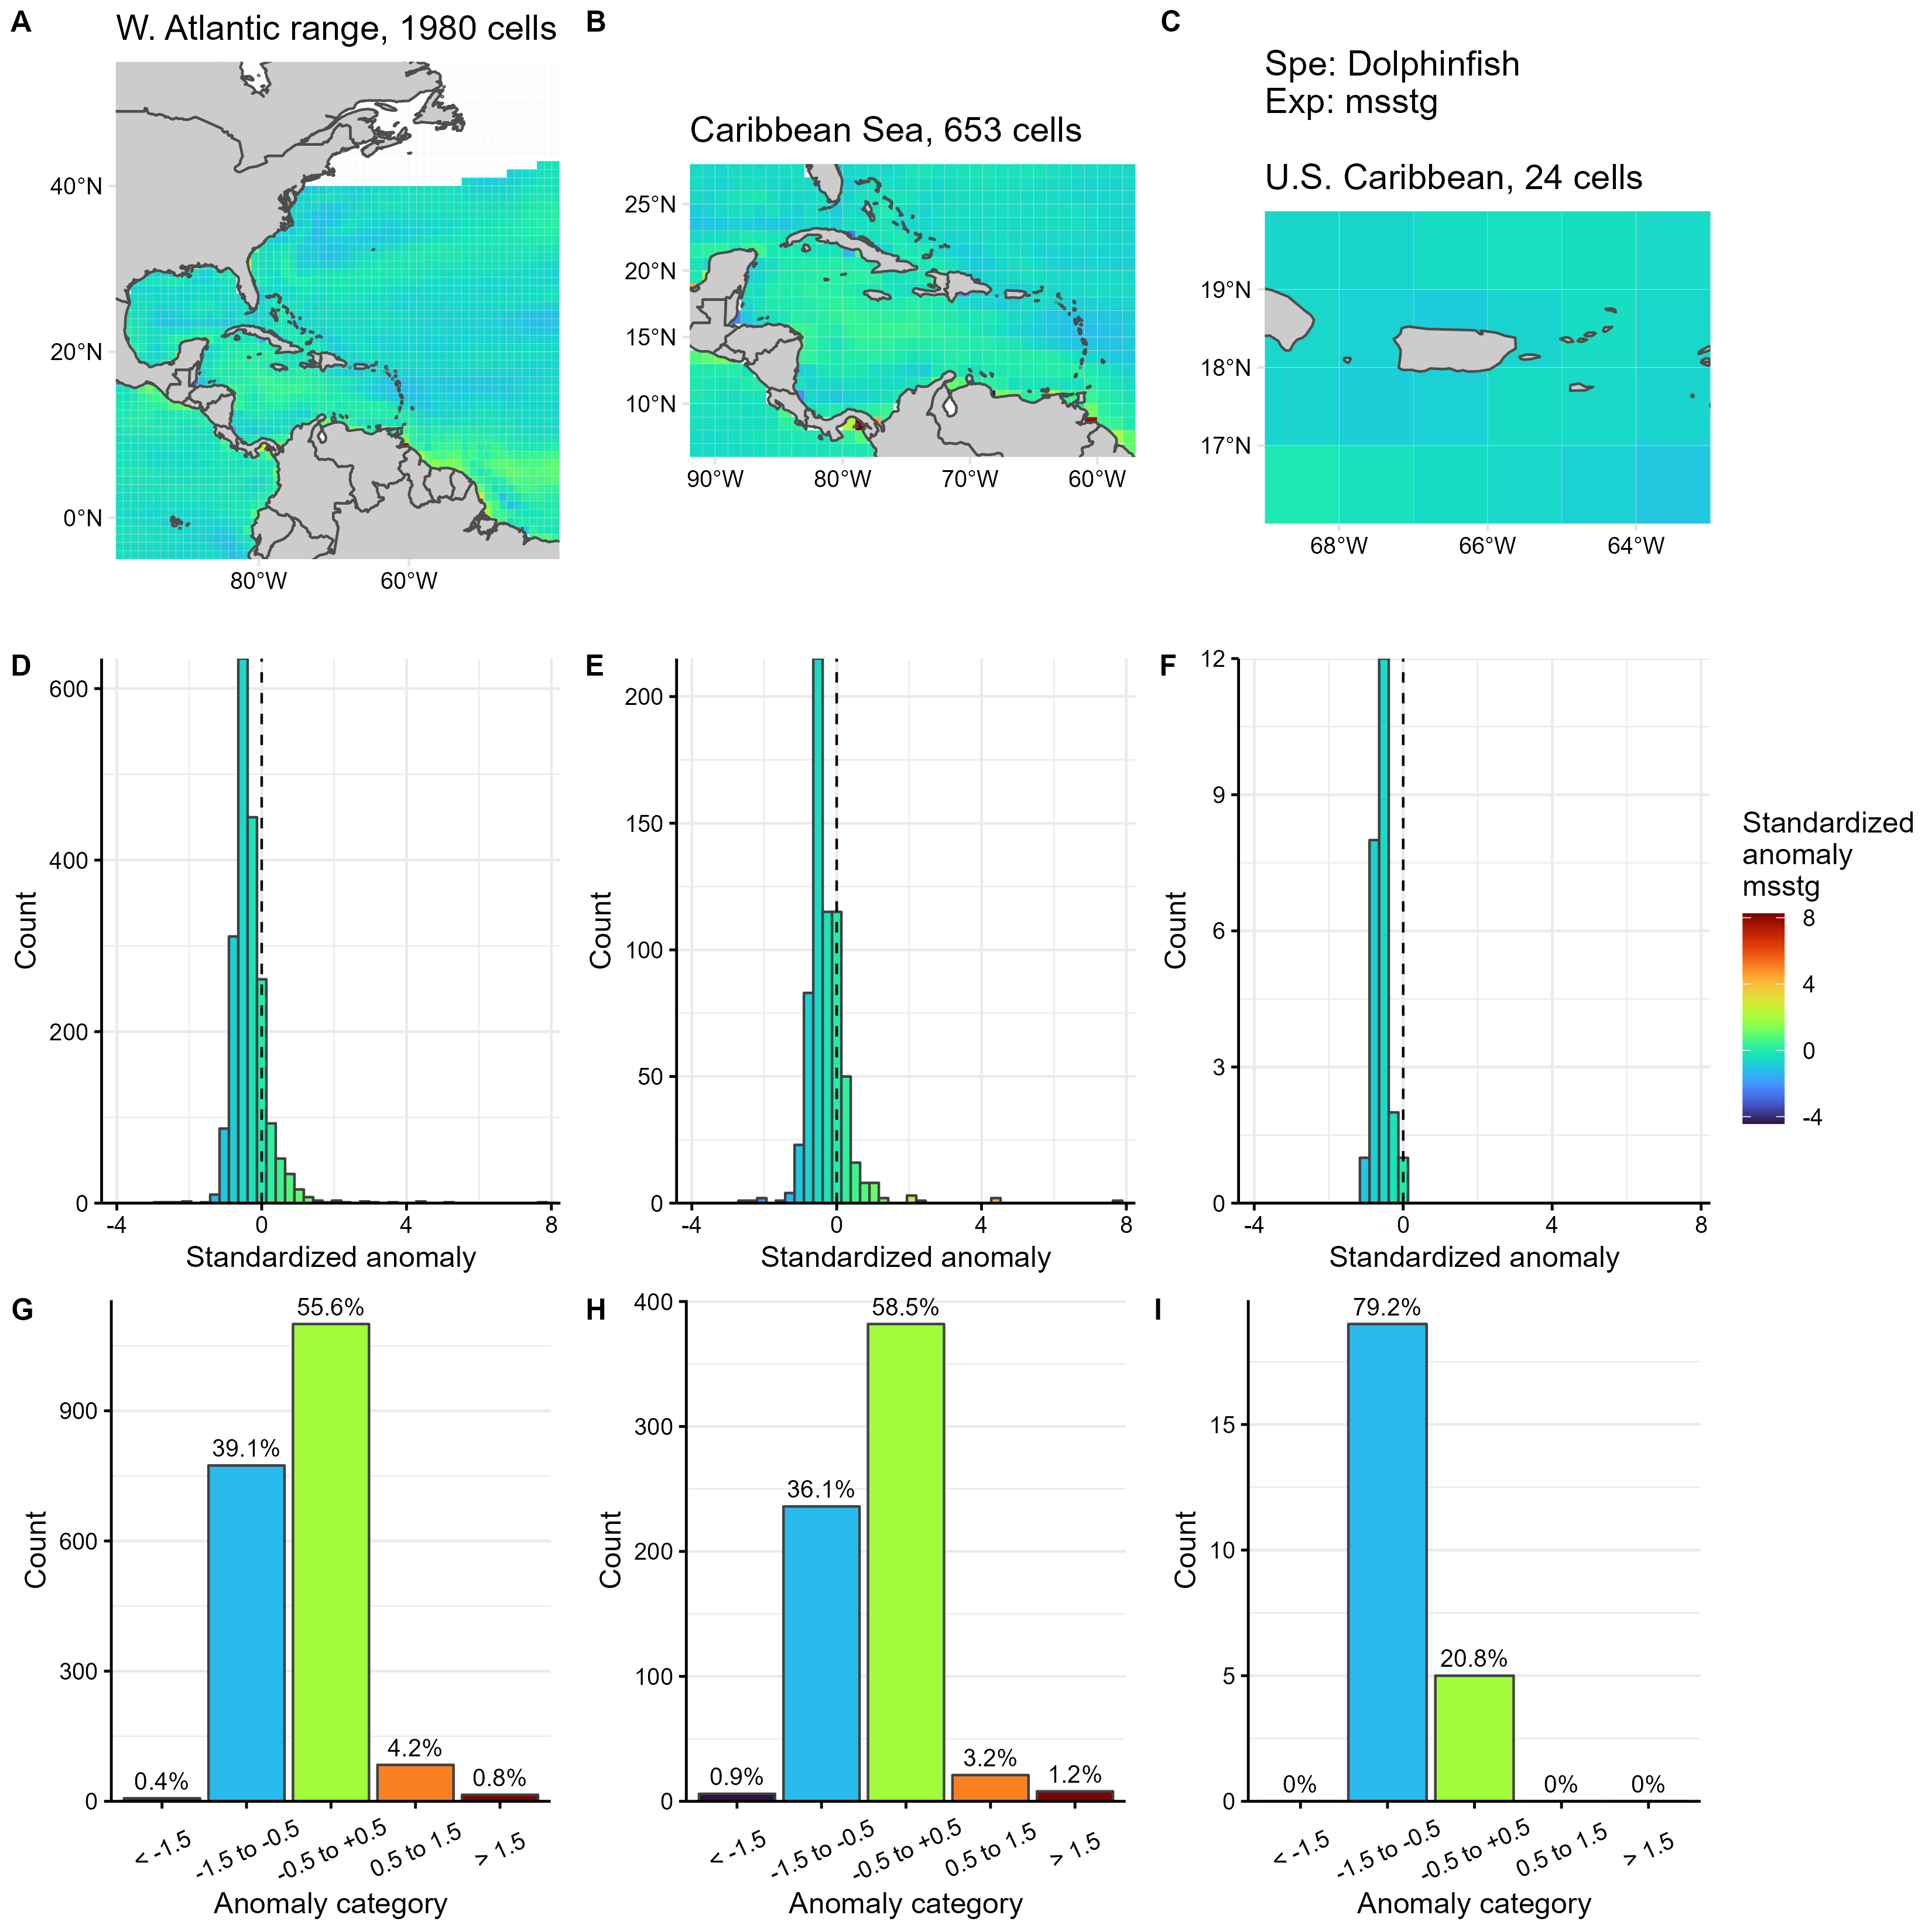 A
W. Atlantic range, 1980 cells
40°N
20°N
0°N
80°W
60°W
B
Caribbean Sea, 653 cells
25°N
20°N
15°N
10°N
90°W
80°W
70°W
60°W
C
Spe: Dolphinfish
Exp: msstg
U.S. Caribbean, 24 cells
19°N
18°N
17°N
68°W
66°W
64°W
D
600
400
200
0
Count
-4
0
4
8
Standardized anomaly
E
200
150
100
50
0
Count
-4
0
4
8
Standardized anomaly
F
12
9
6
3
0
Count
-4
0
4
8
Standardized anomaly
Standardized
anomaly
msstg
8
4
0
-4
G
900
600
300
0
Count
0.4%
39.1%
55.6%
4.2%
0.8%
< -1.5
-1.5 to -0.5
-0.5 to +0.5
0.5 to 1.5
> 1.5
Anomaly category
H
400
300
200
100
0
Count
0.9%
36.1%
58.5%
3.2%
1.2%
< -1.5
-1.5 to -0.5
-0.5 to +0.5
0.5 to 1.5
> 1.5
Anomaly category
I
15
10
5
0
Count
0%
79.2%
20.8%
0%
0%
< -1.5
-1.5 to -0.5
-0.5 to +0.5
0.5 to 1.5
> 1.5
Anomaly category